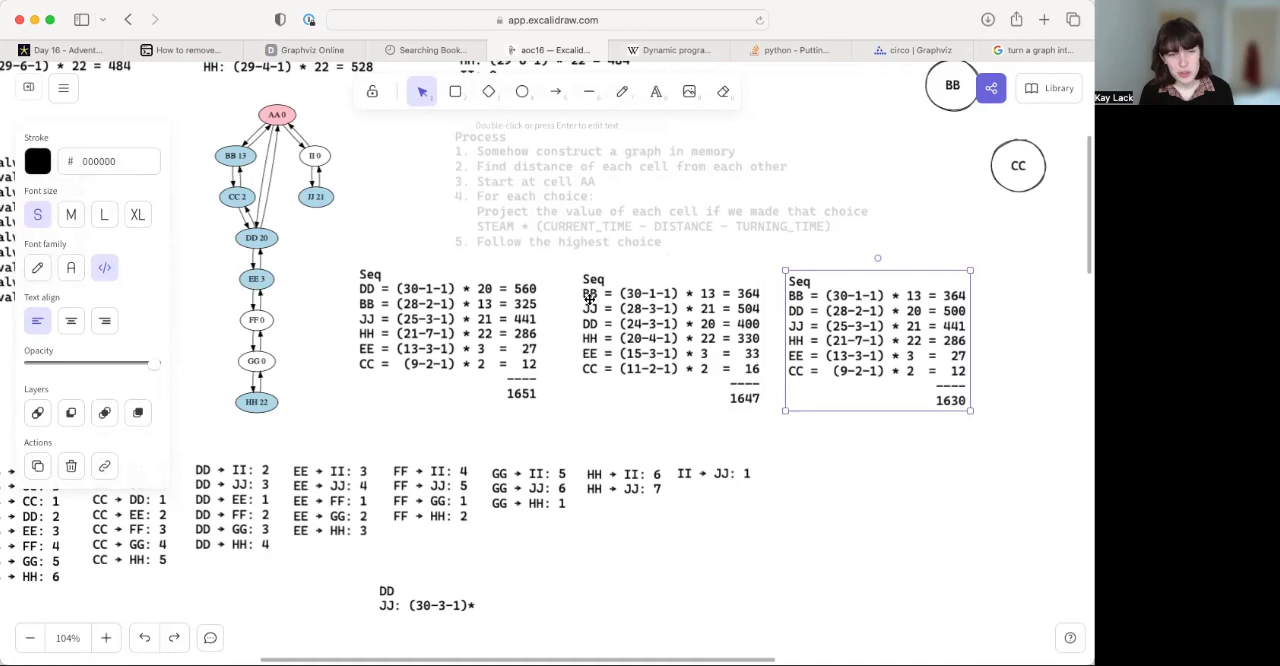 app.excalidraw.com
Day 16 - Advent...
How to remove...
Graphviz Online
Searching Book...
aoc16 — Excalid...
Dynamic progra...
python - Puttin...
circo | Graphviz
turn a graph int...
Kay Lack
29-6-1) * 22 = 484
HH: (29-4-1) * 22 = 528
Library
BB
CC
Stroke
# 000000
Font size
S M L XL
Font family
Text align
Opacity
Layers
Actions
AA 0
BB 13
II 0
CC 2
JJ 21
DD 20
EE 3
FF 0
GG 0
HH 22
Double-click or press Enter to edit text
Process
1. Somehow construct a graph in memory
2. Find distance of each cell from each other
3. Start at cell AA
4. For each choice:
Project the value of each cell if we made that choice
STEAM * (CURRENT_TIME - DISTANCE - TURNING_TIME)
5. Follow the highest choice
Seq
DD = (30-1-1) * 20 = 560
BB = (28-2-1) * 13 = 325
JJ = (25-3-1) * 21 = 441
HH = (21-7-1) * 22 = 286
EE = (13-3-1) * 3 = 27
CC = (9-2-1) * 2 = 12
----
1651
Seq
BB = (30-1-1) * 13 = 364
JJ = (28-3-1) * 21 = 504
DD = (24-3-1) * 20 = 400
HH = (20-4-1) * 22 = 330
EE = (15-3-1) * 3 = 33
CC = (11-2-1) * 2 = 16
----
1647
Seq
BB = (30-1-1) * 13 = 364
DD = (28-2-1) * 20 = 500
JJ = (25-3-1) * 21 = 441
HH = (21-7-1) * 22 = 286
EE = (13-3-1) * 3 = 27
CC = (9-2-1) * 2 = 12
----
1630
→ CC: 1
→ DD: 2
→ EE: 3
→ FF: 4
→ GG: 5
→ HH: 6
CC → DD: 1
CC → EE: 2
CC → FF: 3
CC → GG: 4
CC → HH: 5
DD → II: 2
DD → JJ: 3
DD → EE: 1
DD → FF: 2
DD → GG: 3
DD → HH: 4
EE → II: 3
EE → JJ: 4
EE → FF: 1
EE → GG: 2
EE → HH: 3
FF → II: 4
FF → JJ: 5
FF → GG: 1
FF → HH: 2
GG → II: 5
GG → JJ: 6
GG → HH: 1
HH → II: 6
HH → JJ: 7
II → JJ: 1
DD
JJ: (30-3-1)*
104%